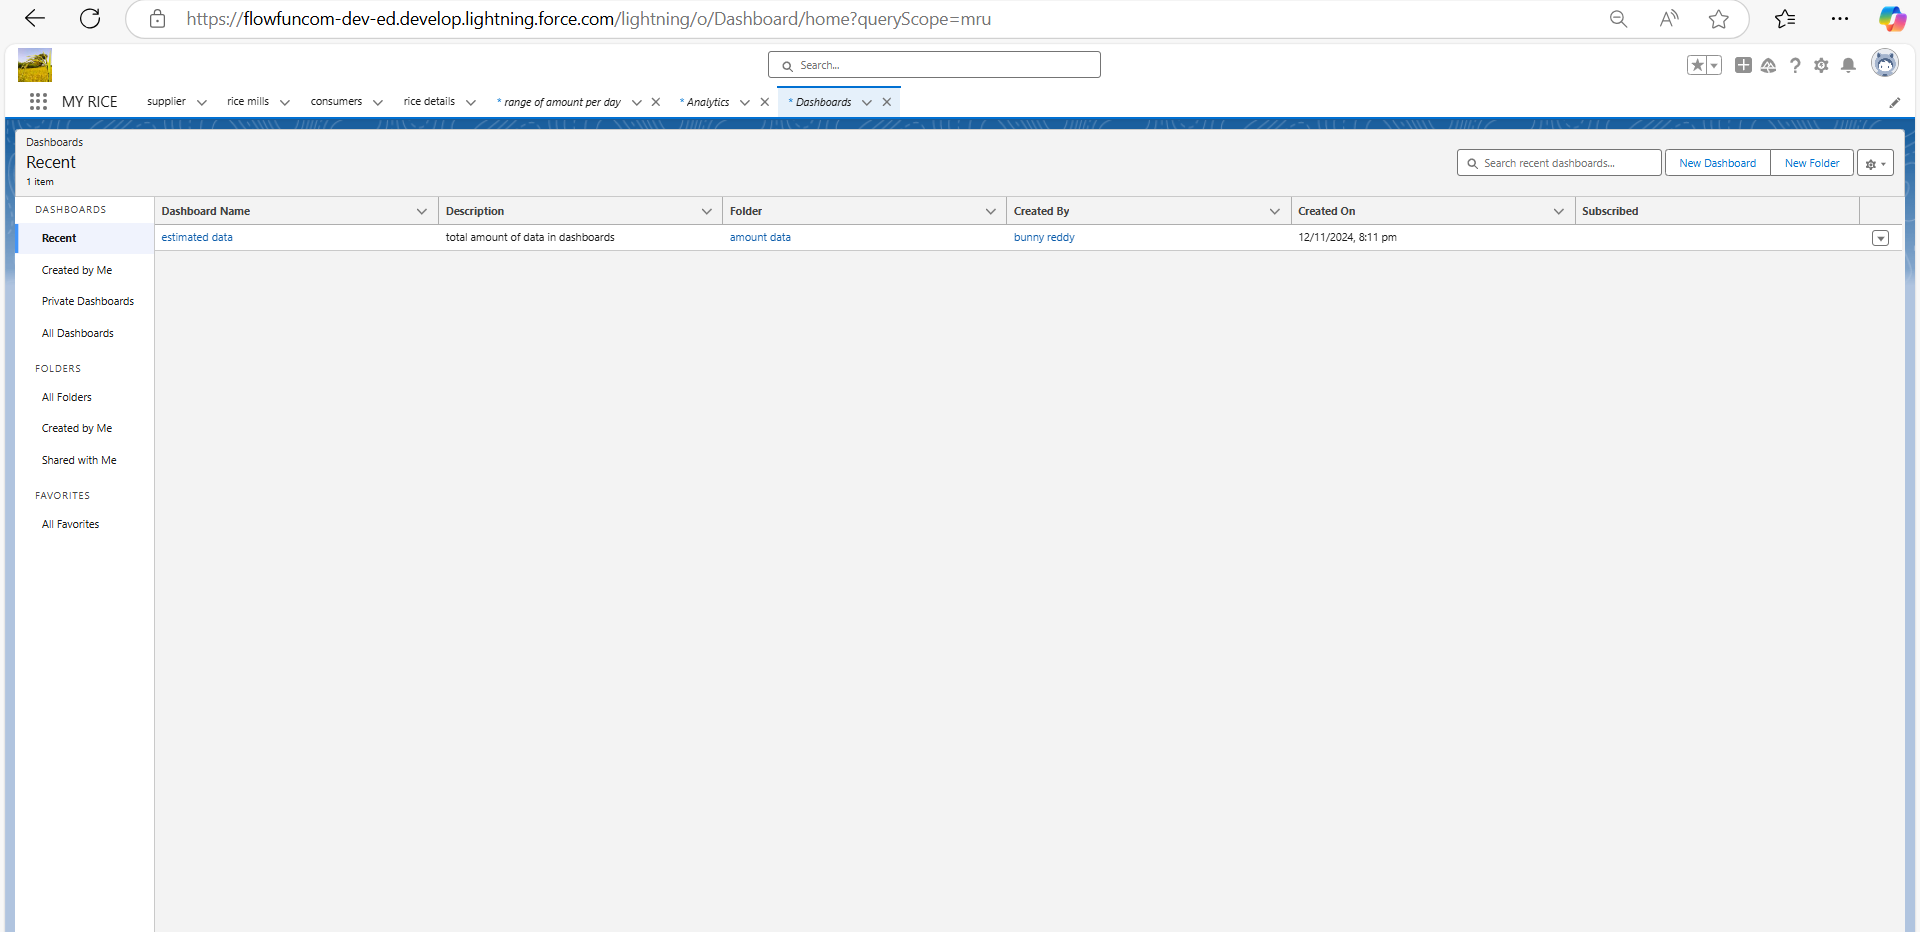 https://flowfuncom-dev-ed.develop.lightning.force.com/lightning/o/Dashboard/home?queryScope=mru
Search...
MY RICE supplier rice mills consumers rice details * range of amount per day * Analytics * Dashboards
Dashboards
Recent
1 item
Search recent dashboards... New Dashboard New Folder
DASHBOARDS
Recent
Created by Me
Private Dashboards
All Dashboards
FOLDERS
All Folders
Created by Me
Shared with Me
FAVORITES
All Favorites
Dashboard Name Description Folder Created By Created On Subscribed
estimated data total amount of data in dashboards amount data bunny reddy 12/11/2024, 8:11 pm